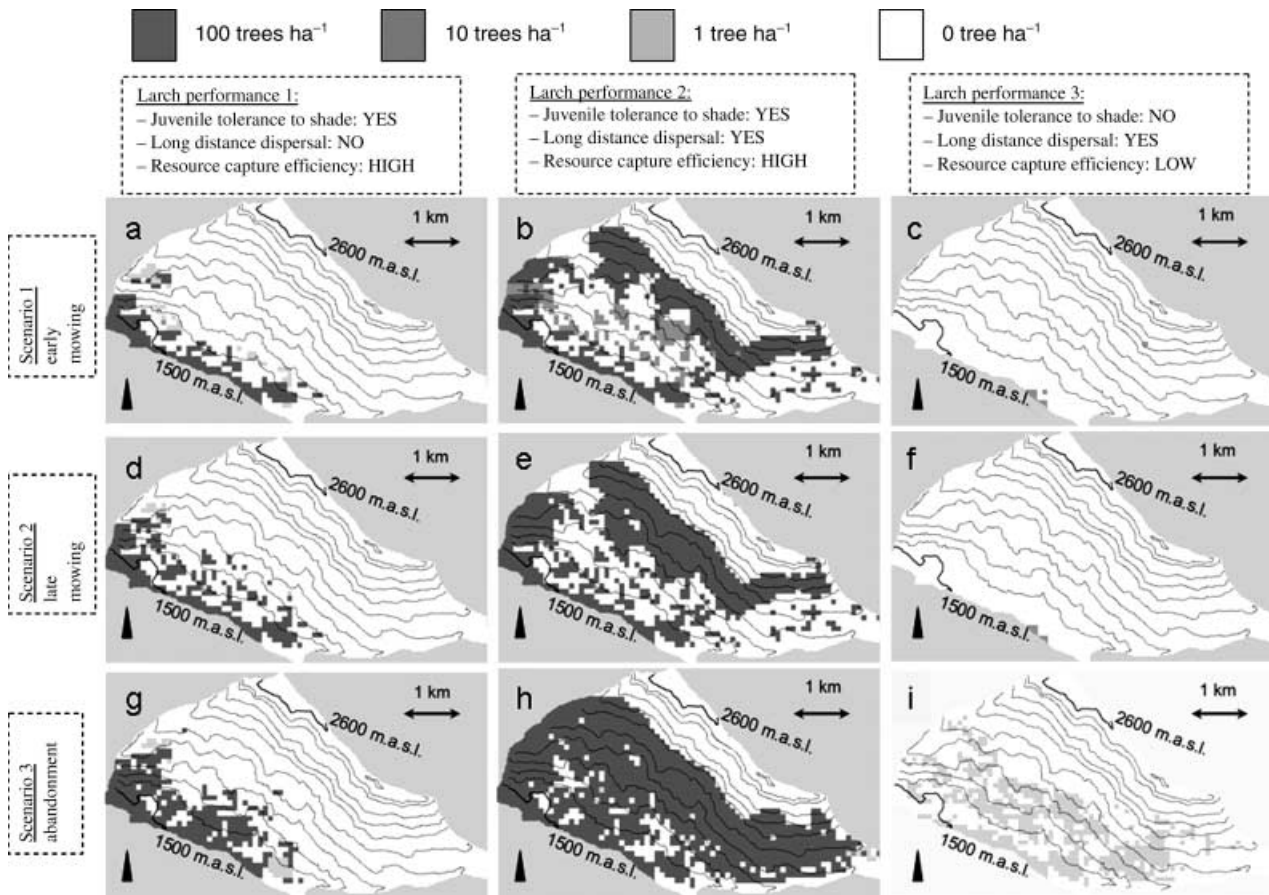 100 trees ha⁻¹
10 trees ha⁻¹
1 tree ha⁻¹
0 tree ha⁻¹
Larch performance 1:
– Juvenile tolerance to shade: YES
– Long distance dispersal: NO
– Resource capture efficiency: HIGH
Larch performance 2:
– Juvenile tolerance to shade: YES
– Long distance dispersal: YES
– Resource capture efficiency: HIGH
Larch performance 3:
– Juvenile tolerance to shade: NO
– Long distance dispersal: YES
– Resource capture efficiency: LOW
Scenario 1
early
mowing
a
1 km
2600 m.a.s.l.
1500 m.a.s.l.
b
1 km
2600 m.a.s.l.
1500 m.a.s.l.
c
1 km
2600 m.a.s.l.
1500 m.a.s.l.
Scenario 2
late
mowing
d
1 km
2600 m.a.s.l.
1500 m.a.s.l.
e
1 km
2600 m.a.s.l.
1500 m.a.s.l.
f
1 km
2600 m.a.s.l.
1500 m.a.s.l.
Scenario 3
abandonment
g
1 km
2600 m.a.s.l.
1500 m.a.s.l.
h
1 km
2600 m.a.s.l.
1500 m.a.s.l.
i
1 km
2600 m.a.s.l.
1500 m.a.s.l.